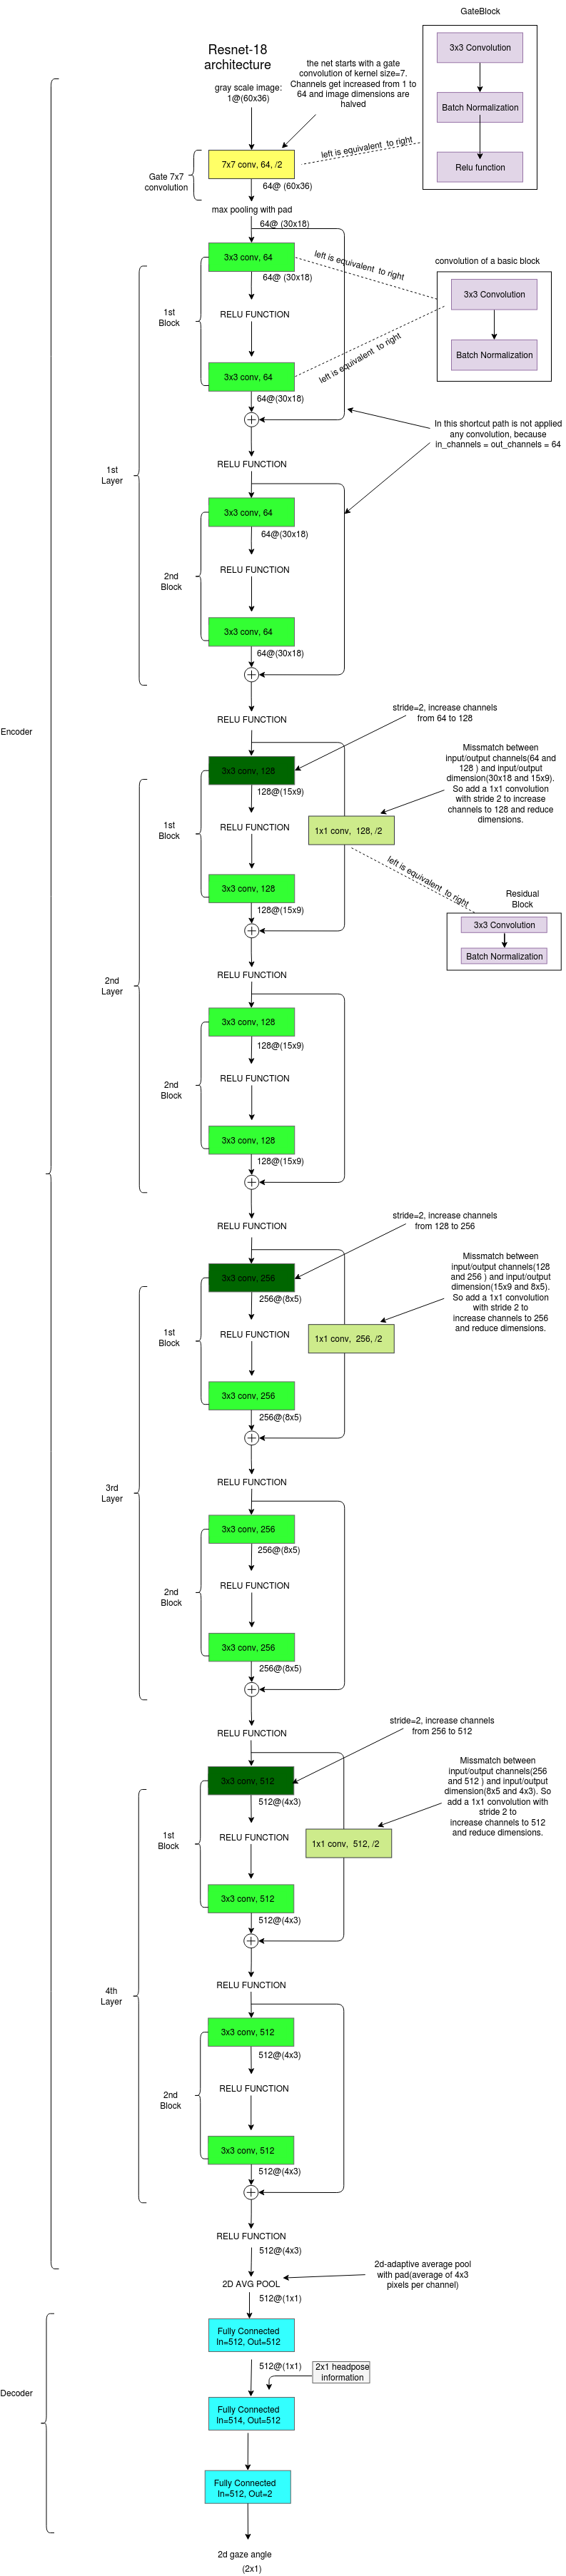 GateBlock
3x3 Convolution
Batch Normalization
Relu function
Resnet-18
architecture
gray scale image:
1@(60x36)
the net starts with a gate
convolution of kernel size=7.
Channels get increased from 1 to
64 and image dimensions are
halved
left is equivalent to right
7x7 conv, 64, /2
Gate 7x7
convolution
64@ (60x36)
max pooling with pad
64@ (30x18)
3x3 conv, 64
64@ (30x18)
left is equivalent to right
convolution of a basic block
3x3 Convolution
Batch Normalization
1st
Block
RELU FUNCTION
left is equivalent to right
3x3 conv, 64
64@(30x18)
In this shortcut path is not applied
any convolution, because
in_channels = out_channels = 64
RELU FUNCTION
1st
Layer
3x3 conv, 64
64@(30x18)
RELU FUNCTION
2nd
Block
3x3 conv, 64
64@(30x18)
RELU FUNCTION
stride=2, increase channels
from 64 to 128
Encoder
Missmatch between
input/output channels(64 and
128 ) and input/output
dimension(30x18 and 15x9).
So add a 1x1 convolution
with stride 2 to increase
channels to 128 and reduce
dimensions.
3x3 conv, 128
128@(15x9)
1st
Block
RELU FUNCTION
1x1 conv, 128, /2
left is equivalent to right
3x3 conv, 128
128@(15x9)
Residual
Block
3x3 Convolution
Batch Normalization
RELU FUNCTION
2nd
Layer
3x3 conv, 128
128@(15x9)
RELU FUNCTION
2nd
Block
3x3 conv, 128
128@(15x9)
RELU FUNCTION
stride=2, increase channels
from 128 to 256
Missmatch between
input/output channels(128
and 256 ) and input/output
dimension(15x9 and 8x5).
So add a 1x1 convolution
with stride 2 to
increase channels to 256
and reduce dimensions.
3x3 conv, 256
256@(8x5)
1st
Block
RELU FUNCTION
1x1 conv, 256, /2
3x3 conv, 256
256@(8x5)
RELU FUNCTION
3rd
Layer
3x3 conv, 256
256@(8x5)
RELU FUNCTION
2nd
Block
3x3 conv, 256
256@(8x5)
RELU FUNCTION
stride=2, increase channels
from 256 to 512
Missmatch between
input/output channels(256
and 512 ) and input/output
dimension(8x5 and 4x3). So
add a 1x1 convolution with
stride 2 to
increase channels to 512
and reduce dimensions.
3x3 conv, 512
512@(4x3)
1st
Block
RELU FUNCTION
1x1 conv, 512, /2
3x3 conv, 512
512@(4x3)
RELU FUNCTION
4th
Layer
3x3 conv, 512
512@(4x3)
RELU FUNCTION
2nd
Block
3x3 conv, 512
512@(4x3)
RELU FUNCTION
512@(4x3)
2D AVG POOL
2d-adaptive average pool
with pad(average of 4x3
pixels per channel)
512@(1x1)
Fully Connected
In=512, Out=512
512@(1x1)
2x1 headpose
information
Decoder
Fully Connected
In=514, Out=512
Fully Connected
In=512, Out=2
2d gaze angle
(2x1)